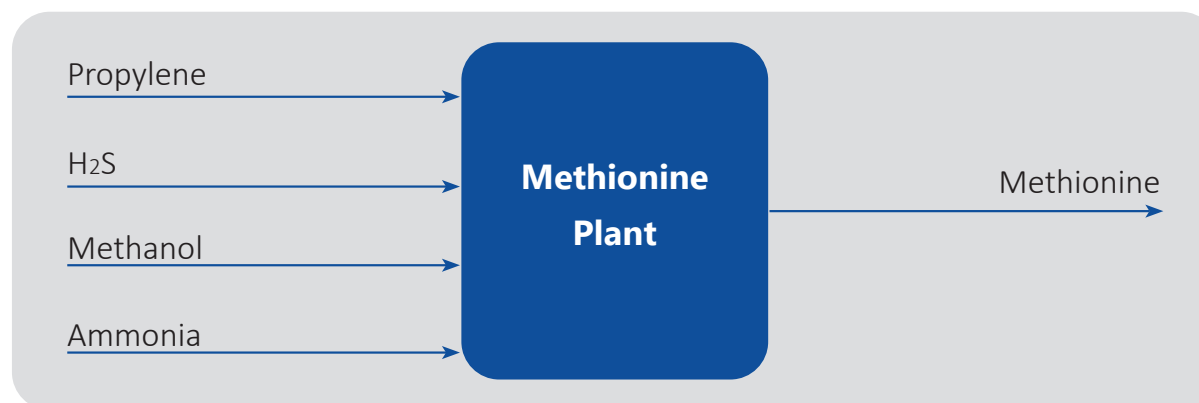 Propylene
H2S
Methanol
Ammonia
Methionine
Plant
Methionine